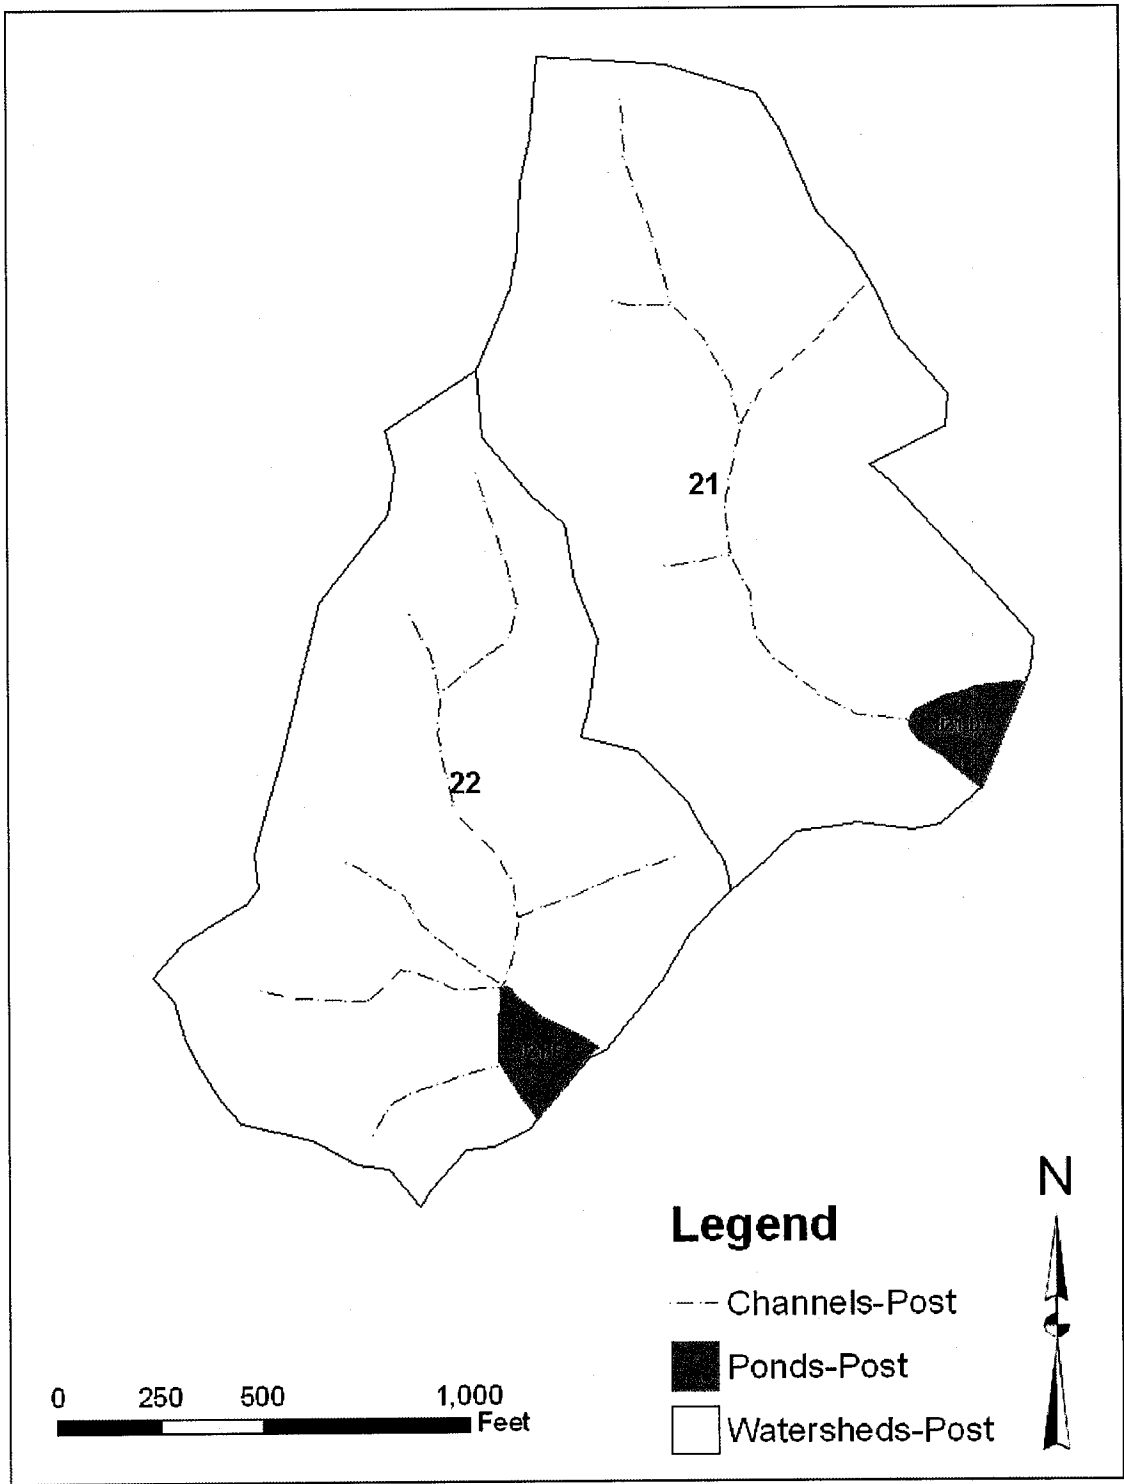 21
22
N
Legend
Channels-Post
Ponds-Post
Watersheds-Post
0 250 500 1,000
Feet